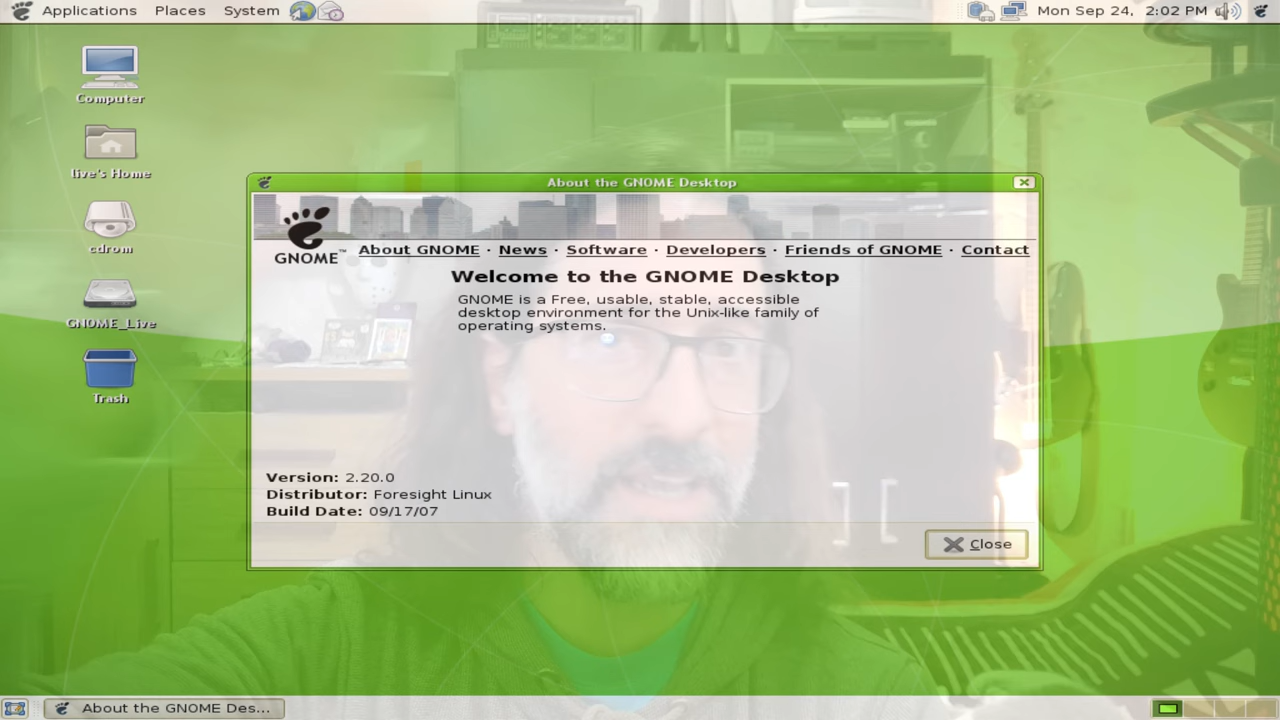 Applications Places System Mon Sep 24, 2:02 PM
Computer
live's Home
cdrom
GNOME_Live
Trash
About the GNOME Desktop
GNOME™
About GNOME · News · Software · Developers · Friends of GNOME · Contact
Welcome to the GNOME Desktop
GNOME is a Free, usable, stable, accessible
desktop environment for the Unix-like family of
operating systems.
Version: 2.20.0
Distributor: Foresight Linux
Build Date: 09/17/07
Close
About the GNOME Des...